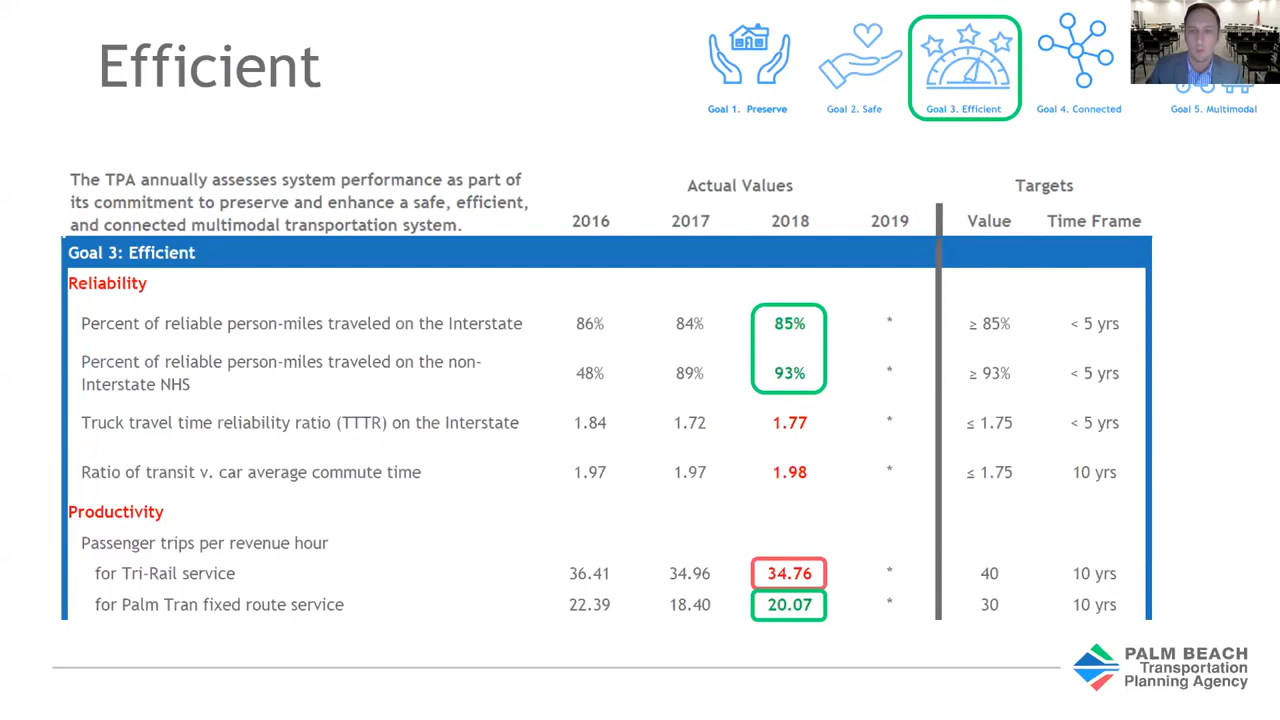 Efficient
Goal 1. Preserve
Goal 2. Safe
Goal 3. Efficient
Goal 4. Connected
Goal 5. Multimodal
The TPA annually assesses system performance as part of
its commitment to preserve and enhance a safe, efficient,
and connected multimodal transportation system.
Actual Values
Targets
2016 2017 2018 2019 Value Time Frame
Goal 3: Efficient
Reliability
Percent of reliable person-miles traveled on the Interstate 86% 84% 85% * ≥ 85% < 5 yrs
Percent of reliable person-miles traveled on the non-
Interstate NHS 48% 89% 93% * ≥ 93% < 5 yrs
Truck travel time reliability ratio (TTTR) on the Interstate 1.84 1.72 1.77 * ≤ 1.75 < 5 yrs
Ratio of transit v. car average commute time 1.97 1.97 1.98 * ≤ 1.75 10 yrs
Productivity
Passenger trips per revenue hour
for Tri-Rail service 36.41 34.96 34.76 * 40 10 yrs
for Palm Tran fixed route service 22.39 18.40 20.07 * 30 10 yrs
PALM BEACH
Transportation
Planning Agency